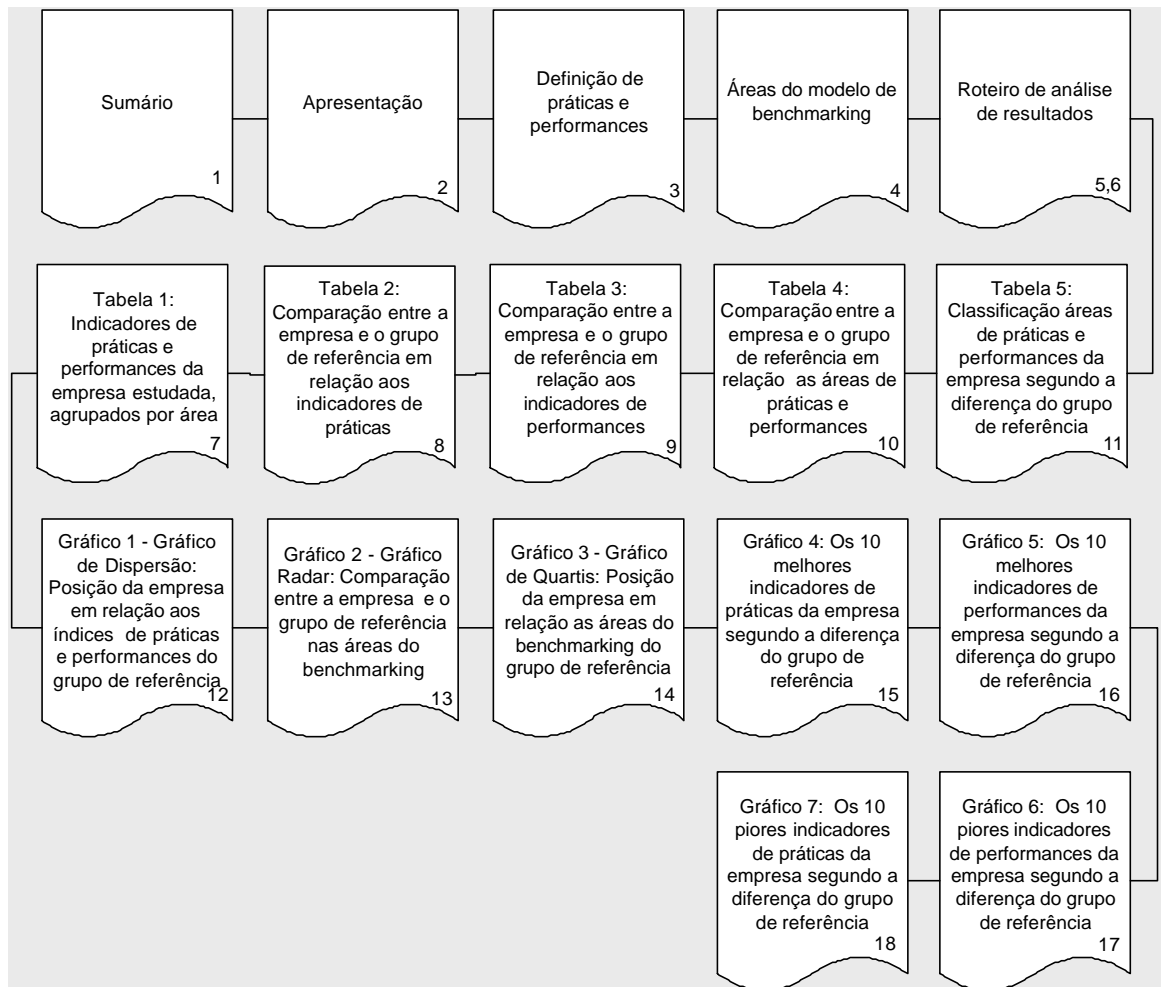 Sumário
1
Apresentação
2
Definição de
práticas e
performances
3
Áreas do modelo de
benchmarking
4
Roteiro de análise
de resultados
5,6
Tabela 1:
Indicadores de
práticas e
performances da
empresa estudada,
agrupados por área
7
Tabela 2:
Comparação entre a
empresa e o grupo
de referência em
relação aos
indicadores de
práticas
8
Tabela 3:
Comparação entre a
empresa e o grupo
de referência em
relação aos
indicadores de
performances
9
Tabela 4:
Comparação entre a
empresa e o grupo
de referência em
relação as áreas de
práticas e
performances
10
Tabela 5:
Classificação áreas
de práticas e
performances da
empresa segundo a
diferença do grupo
de referência
11
Gráfico 1 - Gráfico
de Dispersão:
Posição da empresa
em relação aos
índices de práticas
e performances do
grupo de referência
12
Gráfico 2 - Gráfico
Radar: Comparação
entre a empresa e o
grupo de referência
nas áreas do
benchmarking
13
Gráfico 3 - Gráfico
de Quartis: Posição
da empresa em
relação as áreas do
benchmarking do
grupo de referência
14
Gráfico 4: Os 10
melhores
indicadores de
práticas da empresa
segundo a diferença
do grupo de
referência
15
Gráfico 5: Os 10
melhores
indicadores de
performances da
empresa segundo a
diferença do grupo
de referência
16
Gráfico 7: Os 10
piores indicadores
de práticas da
empresa segundo a
diferença do grupo
de referência
18
Gráfico 6: Os 10
piores indicadores
de performances da
empresa segundo a
diferença do grupo
de referência
17